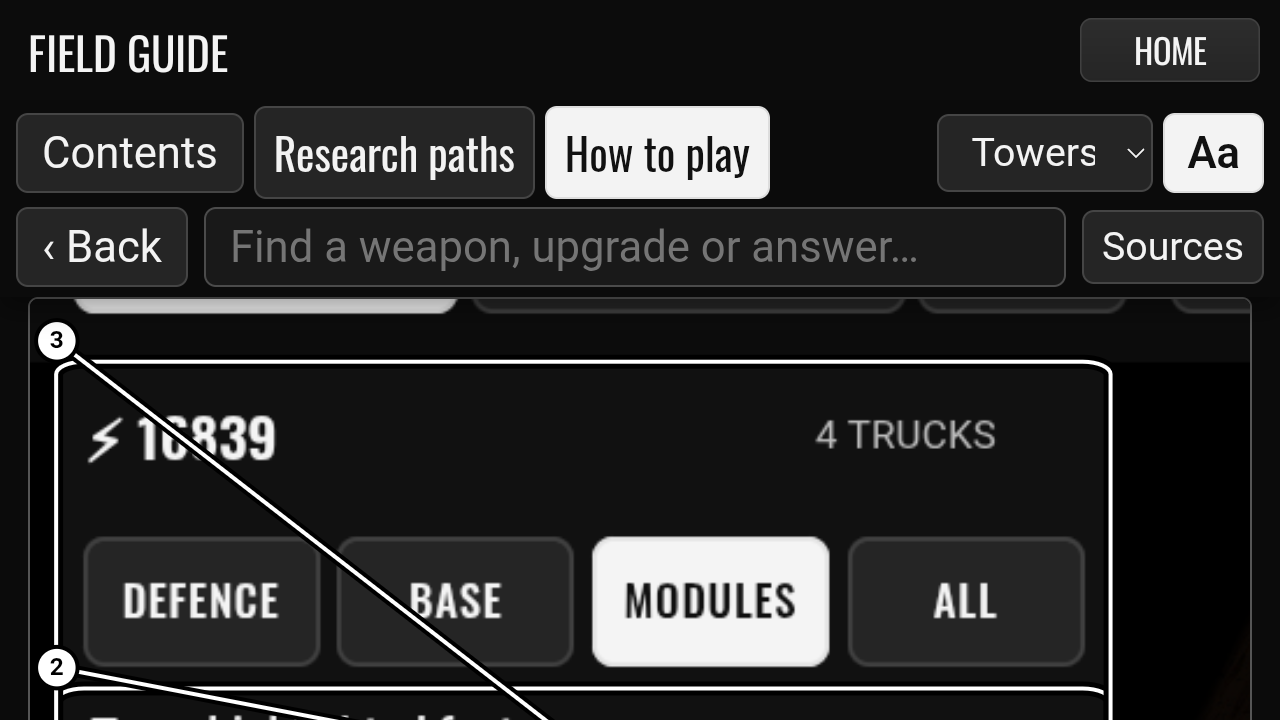 FIELD GUIDE
HOME
Contents
Research paths
How to play
Towers
Aa
‹ Back
Find a weapon, upgrade or answer...
Sources
3
⚡ 16839
4 TRUCKS
DEFENCE
BASE
MODULES
ALL
2